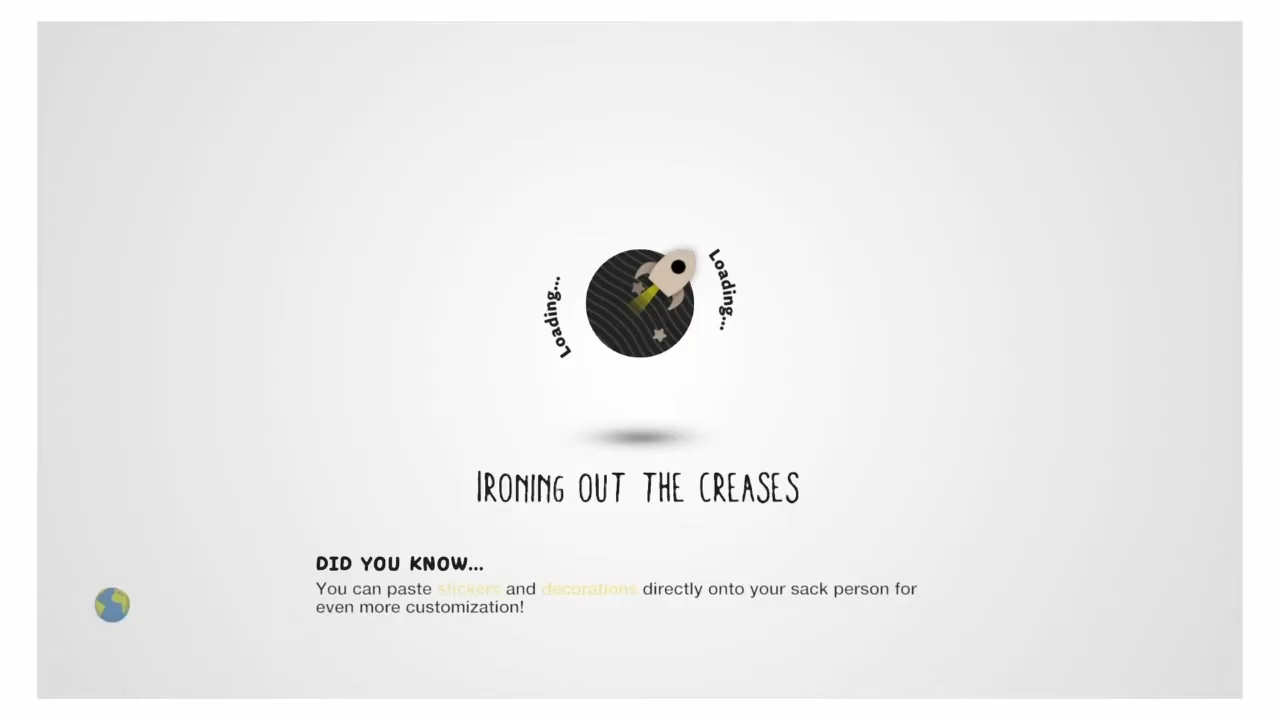 Loading...
Loading...
IRONING OUT THE CREASES
DID YOU KNOW...
You can paste stickers and decorations directly onto your sack person for
even more customization!